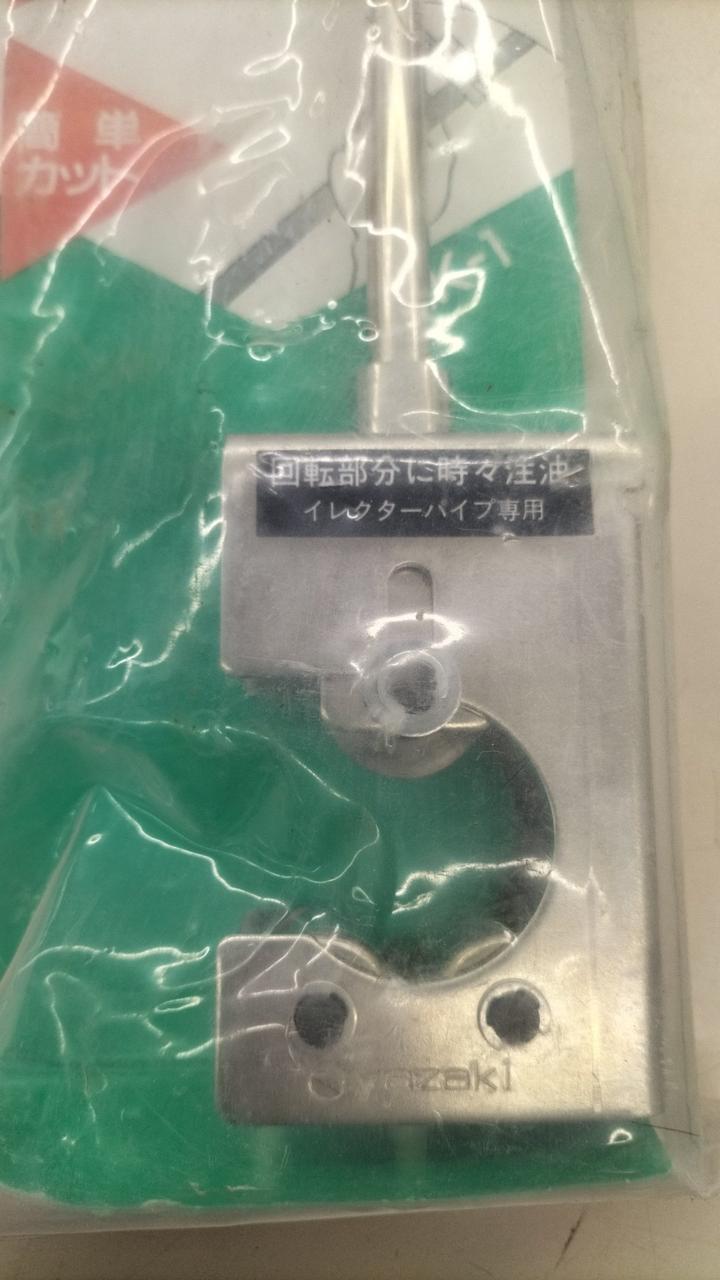 簡単
カット
回転部分に時々注油
イレクターパイプ専用
yazaki